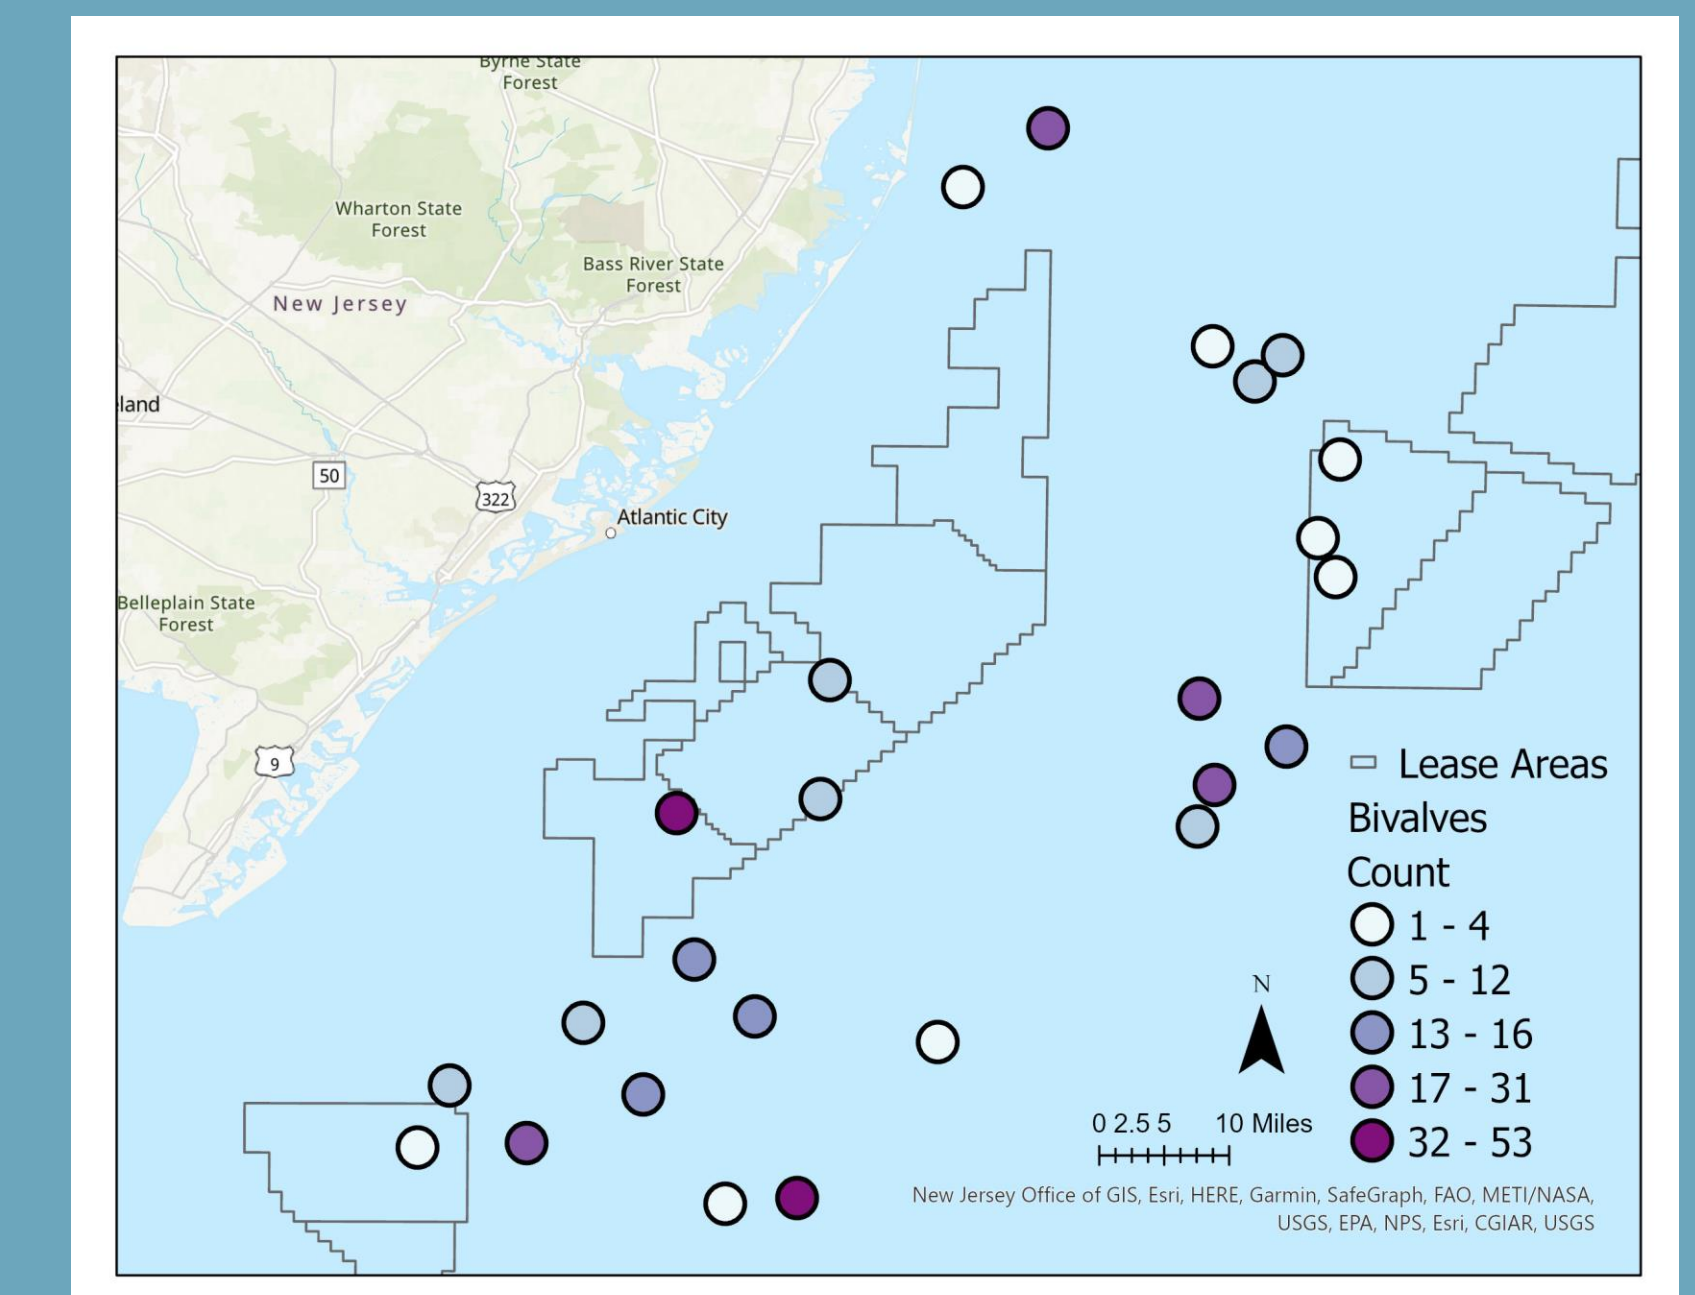 Byrne State
Forest
Wharton State
Forest
Bass River State
Forest
New Jersey
land
50
322
Atlantic City
Belleplain State
Forest
9
Lease Areas
Bivalves
Count
1 - 4
5 - 12
13 - 16
17 - 31
32 - 53
N
0 2.5 5 10 Miles
New Jersey Office of GIS, Esri, HERE, Garmin, SafeGraph, FAO, METI/NASA,
USGS, EPA, NPS, Esri, CGIAR, USGS